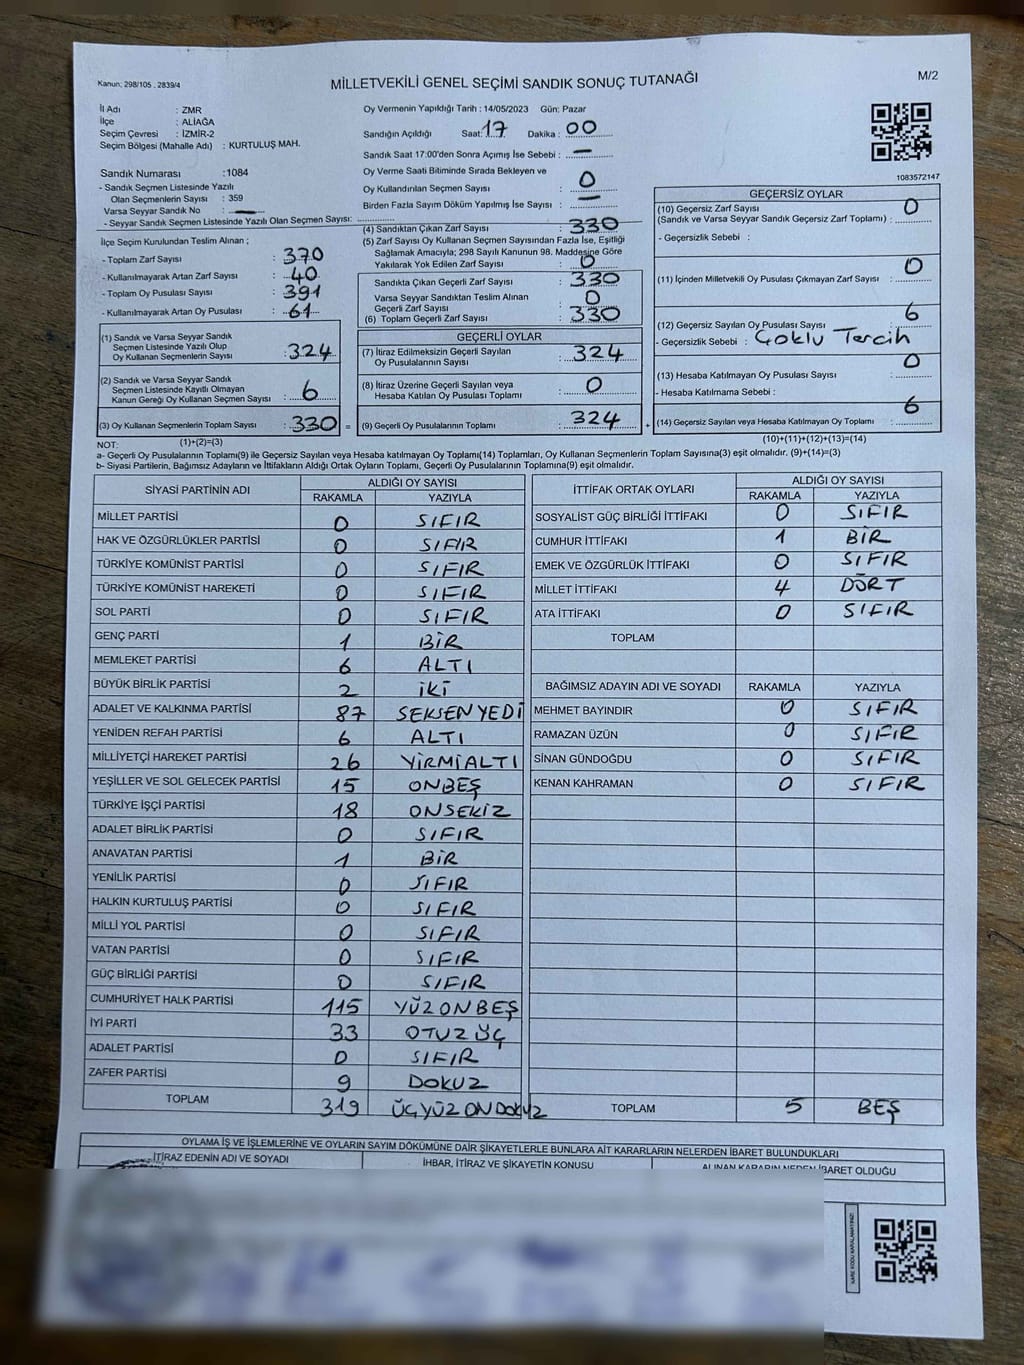 Kanun: 298/105 , 2839/4
MİLLETVEKİLİ GENEL SEÇİMİ SANDIK SONUÇ TUTANAĞI
M/2
İl Adı : ZMR
İlçe : ALİAĞA
Seçim Çevresi : İZMİR-2
Seçim Bölgesi (Mahalle Adı) : KURTULUŞ MAH.
Sandık Numarası :1084
- Sandık Seçmen Listesinde Yazılı
Olan Seçmenlerin Sayısı : 359
Varsa Seyyar Sandık No : —
- Seyyar Sandık Seçmen Listesinde Yazılı Olan Seçmen Sayısı:
İlçe Seçim Kurulundan Teslim Alınan ;
- Toplam Zarf Sayısı : 370
- Kullanılmayarak Artan Zarf Sayısı : 40
- Toplam Oy Pusulası Sayısı : 391
- Kullanılmayarak Artan Oy Pusulası : 61
(1) Sandık ve Varsa Seyyar Sandık
Seçmen Listesinde Yazılı Olup
Oy Kullanan Seçmenlerin Sayısı : 324
(2) Sandık ve Varsa Seyyar Sandık
Seçmen Listesinde Kayıtlı Olmayan
Kanun Gereği Oy Kullanan Seçmen Sayısı : 6
(3) Oy Kullanan Seçmenlerin Toplam Sayısı : 330 =
Oy Vermenin Yapıldığı Tarih : 14/05/2023 Gün: Pazar
Sandığın Açıldığı Saat: 17 Dakika : 00
Sandık Saat 17:00'den Sonra Açımış İse Sebebi : —
Oy Verme Saati Bitiminde Sırada Bekleyen ve
Oy Kullandırılan Seçmen Sayısı : 0
Birden Fazla Sayım Döküm Yapılmış İse Sayısı : —
(4) Sandıktan Çıkan Zarf Sayısı : 330
(5) Zarf Sayısı Oy Kullanan Seçmen Sayısından Fazla İse, Eşitliği
Sağlamak Amacıyla; 298 Sayılı Kanunun 98. Maddesine Göre
Yakılarak Yok Edilen Zarf Sayısı : 0
Sandıkta Çıkan Geçerli Zarf Sayısı : 330
Varsa Seyyar Sandıktan Teslim Alınan
Geçerli Zarf Sayısı : 0
(6) Toplam Geçerli Zarf Sayısı : 330
GEÇERLİ OYLAR
(7) İtiraz Edilmeksizin Geçerli Sayılan
Oy Pusulalarının Sayısı : 324
(8) İtiraz Üzerine Geçerli Sayılan veya
Hesaba Katılan Oy Pusulası Toplamı : 0
(9) Geçerli Oy Pusulalarının Toplamı : 324 +
1083572147
GEÇERSİZ OYLAR
(10) Geçersiz Zarf Sayısı
(Sandık ve Varsa Seyyar Sandık Geçersiz Zarf Toplamı) : 0
- Geçersizlik Sebebi :
(11) İçinden Milletvekili Oy Pusulası Çıkmayan Zarf Sayısı : 0
(12) Geçersiz Sayılan Oy Pusulası Sayısı : 6
- Geçersizlik Sebebi : Çoklu Tercih
(13) Hesaba Katılmayan Oy Pusulası Sayısı : 0
- Hesaba Katılmama Sebebi :
(14) Geçersiz Sayılan veya Hesaba Katılmayan Oy Toplamı : 6
NOT: (1)+(2)=(3) (10)+(11)+(12)+(13)=(14)
a- Geçerli Oy Pusulalarının Toplamı(9) ile Geçersiz Sayılan veya Hesaba katılmayan Oy Toplamı(14) Toplamları, Oy Kullanan Seçmenlerin Toplam Sayısına(3) eşit olmalıdır. (9)+(14)=(3)
b- Siyasi Partilerin, Bağımsız Adayların ve İttifakların Aldığı Ortak Oyların Toplamı, Geçerli Oy Pusulalarının Toplamına(9) eşit olmalıdır.
SİYASİ PARTİNİN ADI
ALDIĞI OY SAYISI
RAKAMLA YAZIYLA
MİLLET PARTİSİ 0 SIFIR
HAK VE ÖZGÜRLÜKLER PARTİSİ 0 SIFIR
TÜRKİYE KOMÜNİST PARTİSİ 0 SIFIR
TÜRKİYE KOMÜNİST HAREKETİ 0 SIFIR
SOL PARTİ 0 SIFIR
GENÇ PARTİ 1 BİR
MEMLEKET PARTİSİ 6 ALTI
BÜYÜK BİRLİK PARTİSİ 2 İKİ
ADALET VE KALKINMA PARTİSİ 87 SEKSENYEDİ
YENİDEN REFAH PARTİSİ 6 ALTI
MİLLİYETÇİ HAREKET PARTİSİ 26 YİRMİALTI
YEŞİLLER VE SOL GELECEK PARTİSİ 15 ONBEŞ
TÜRKİYE İŞÇİ PARTİSİ 18 ONSEKİZ
ADALET BİRLİK PARTİSİ 0 SIFIR
ANAVATAN PARTİSİ 1 BİR
YENİLİK PARTİSİ 0 SIFIR
HALKIN KURTULUŞ PARTİSİ 0 SIFIR
MİLLİ YOL PARTİSİ 0 SIFIR
VATAN PARTİSİ 0 SIFIR
GÜÇ BİRLİĞİ PARTİSİ 0 SIFIR
CUMHURİYET HALK PARTİSİ 115 YÜZONBEŞ
İYİ PARTİ 33 OTUZÜÇ
ADALET PARTİSİ 0 SIFIR
ZAFER PARTİSİ 9 DOKUZ
TOPLAM 319 ÜÇYÜZONDOKUZ
İTTİFAK ORTAK OYLARI
ALDIĞI OY SAYISI
RAKAMLA YAZIYLA
SOSYALİST GÜÇ BİRLİĞİ İTTİFAKI 0 SIFIR
CUMHUR İTTİFAKI 1 BİR
EMEK VE ÖZGÜRLÜK İTTİFAKI 0 SIFIR
MİLLET İTTİFAKI 4 DÖRT
ATA İTTİFAKI 0 SIFIR
TOPLAM
BAĞIMSIZ ADAYIN ADI VE SOYADI RAKAMLA YAZIYLA
MEHMET BAYINDIR 0 SIFIR
RAMAZAN ÜZÜN 0 SIFIR
SİNAN GÜNDOĞDU 0 SIFIR
KENAN KAHRAMAN 0 SIFIR
TOPLAM 5 BEŞ
OYLAMA İŞ VE İŞLEMLERİNE VE OYLARIN SAYIM DÖKÜMÜNE DAİR ŞİKAYETLERLE BUNLARA AİT KARARLARIN NELERDEN İBARET BULUNDUKLARI
İTİRAZ EDENİN ADI VE SOYADI İHBAR, İTİRAZ VE ŞİKAYETİN KONUSU ALINAN KARARIN NEDEN İBARET OLDUĞU
KARE KODU KARALAMAYINIZ!